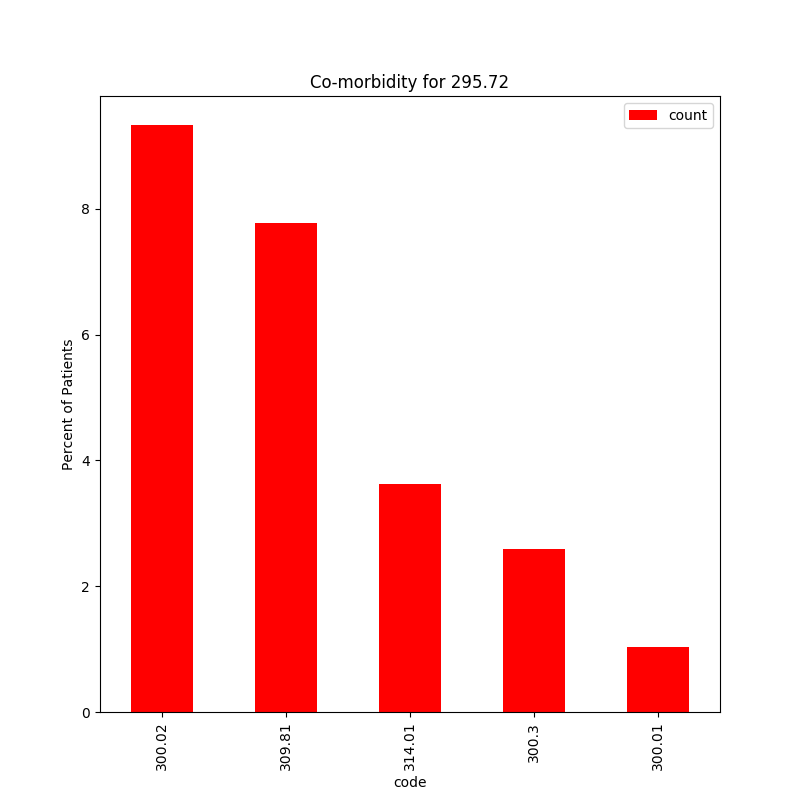 Co-morbidity for 295.72
count
Percent of Patients
8
6
4
2
0
300.02
309.81
314.01
300.3
300.01
code